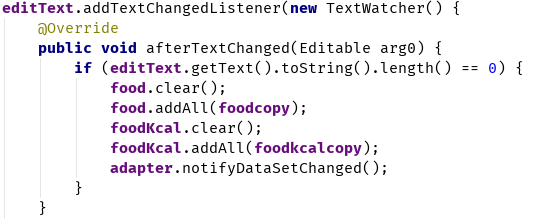 editText.addTextChangedListener(new TextWatcher() {
    @Override
    public void afterTextChanged(Editable arg0) {
        if (editText.getText().toString().length() == 0) {
            food.clear();
            food.addAll(foodcopy);
            foodKcal.clear();
            foodKcal.addAll(foodkcalcopy);
            adapter.notifyDataSetChanged();
        }
    }